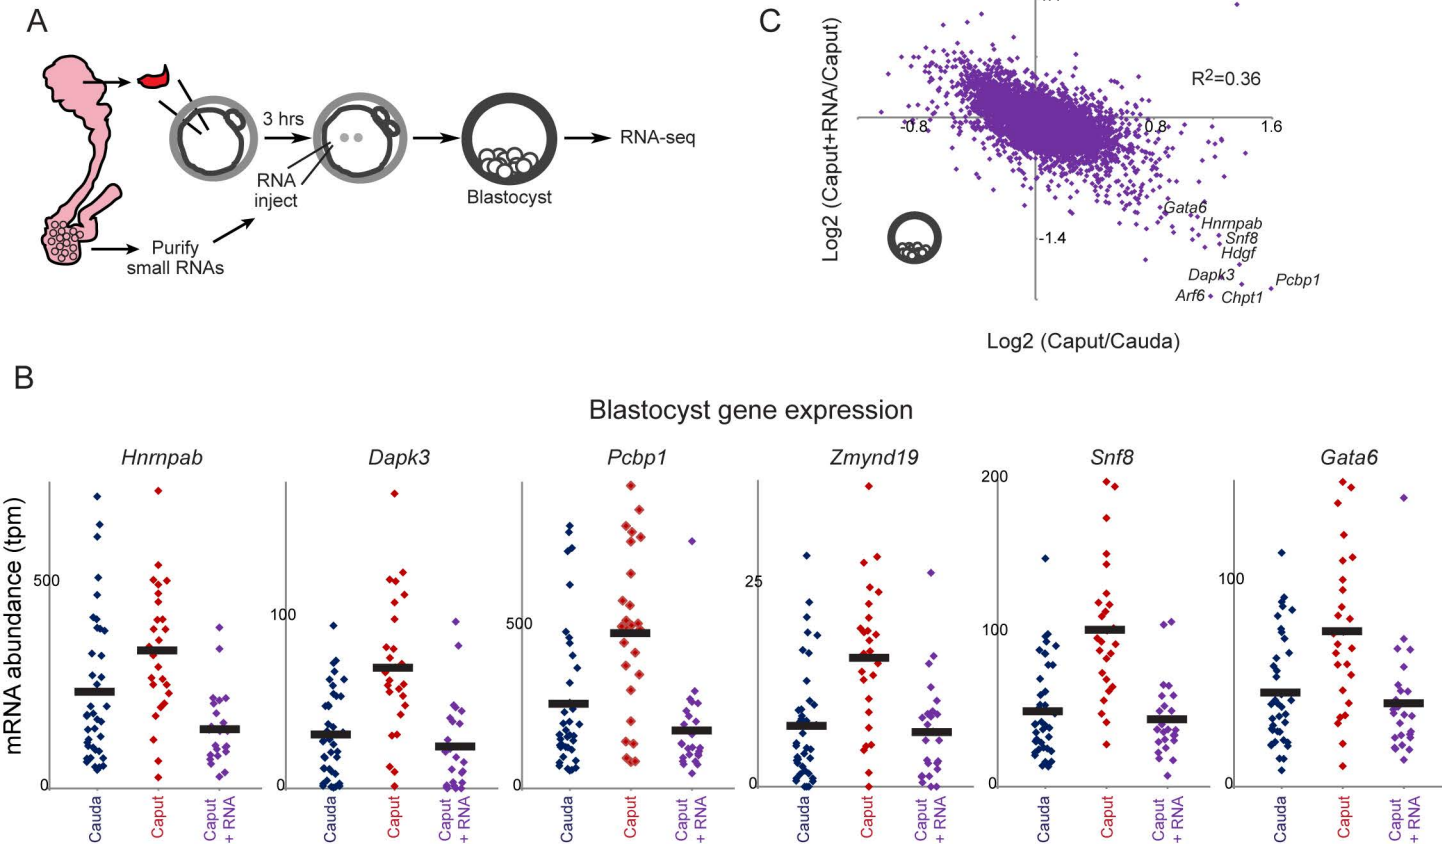 A
3 hrs
RNA
inject
RNA-seq
Blastocyst
Purify
small RNAs
C
Log2 (Caput+RNA/Caput)
R2=0.36
-0.8
0.8
1.6
-1.4
Gata6
Hnrnpab
Snf8
Hdgf
Dapk3
Pcbp1
Arf6
Chpt1
Log2 (Caput/Cauda)
B
Blastocyst gene expression
mRNA abundance (tpm)
Hnrnpab
500
0
Cauda
Caput
Caput
+ RNA
Dapk3
100
0
Cauda
Caput
Caput
+ RNA
Pcbp1
500
0
Cauda
Caput
Caput
+ RNA
Zmynd19
25
0
Cauda
Caput
Caput
+ RNA
Snf8
200
100
0
Cauda
Caput
Caput
+ RNA
Gata6
100
0
Cauda
Caput
Caput
+ RNA